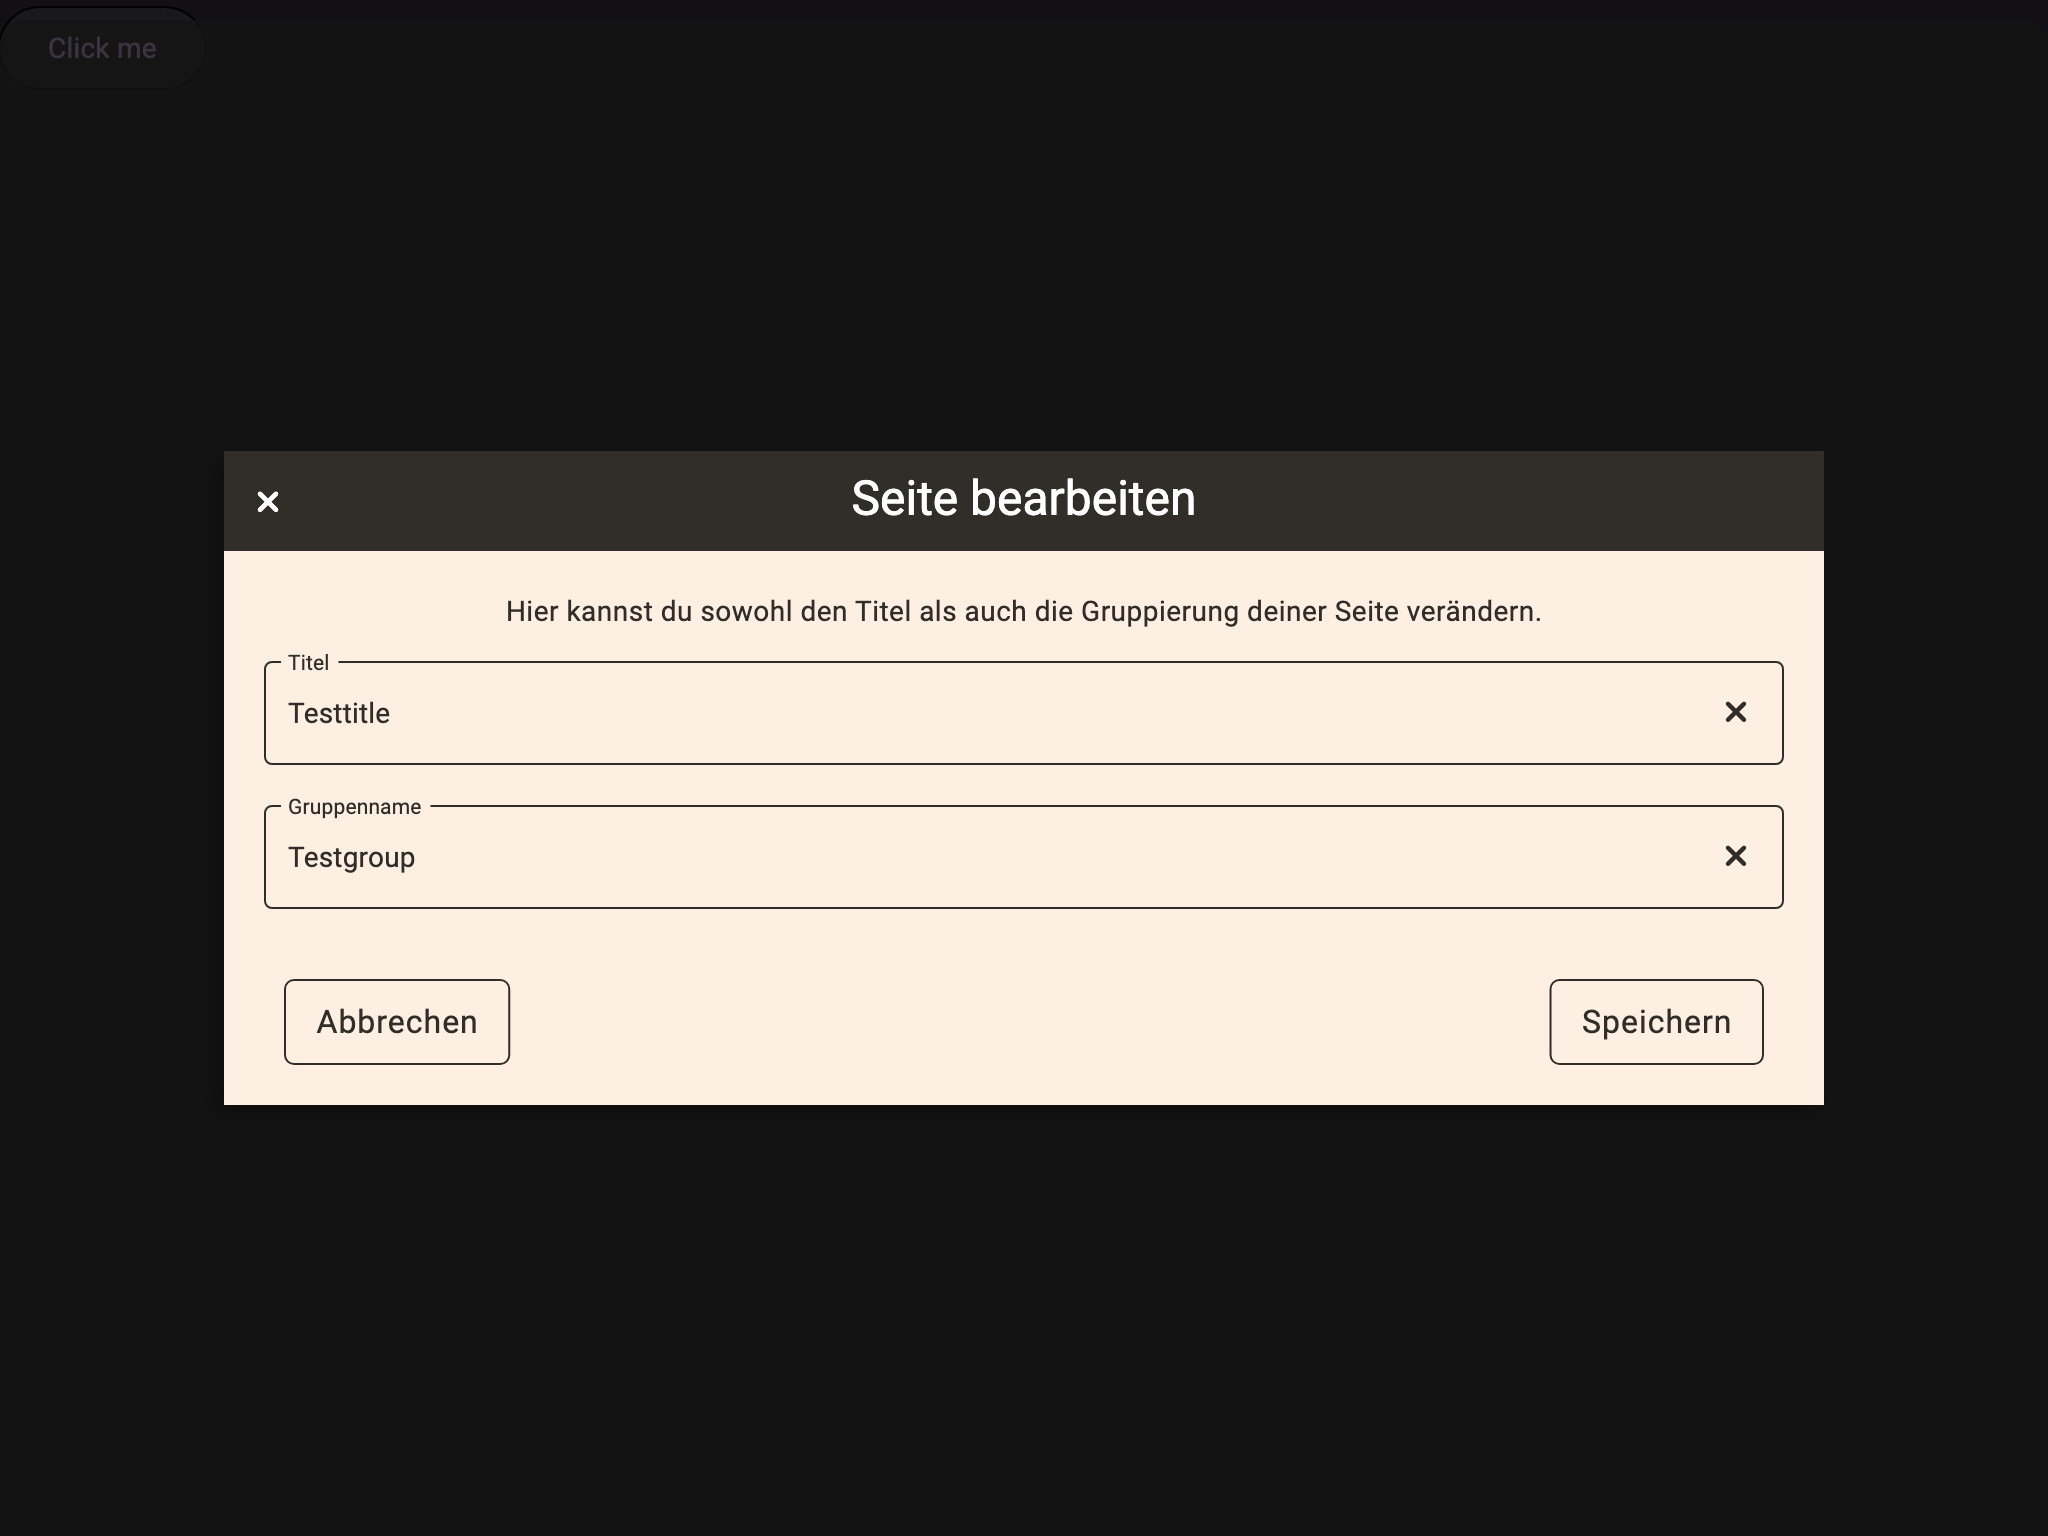 Click me
Seite bearbeiten
Hier kannst du sowohl den Titel als auch die Gruppierung deiner Seite verändern.
Titel
Testtitle
Gruppenname
Testgroup
Abbrechen
Speichern